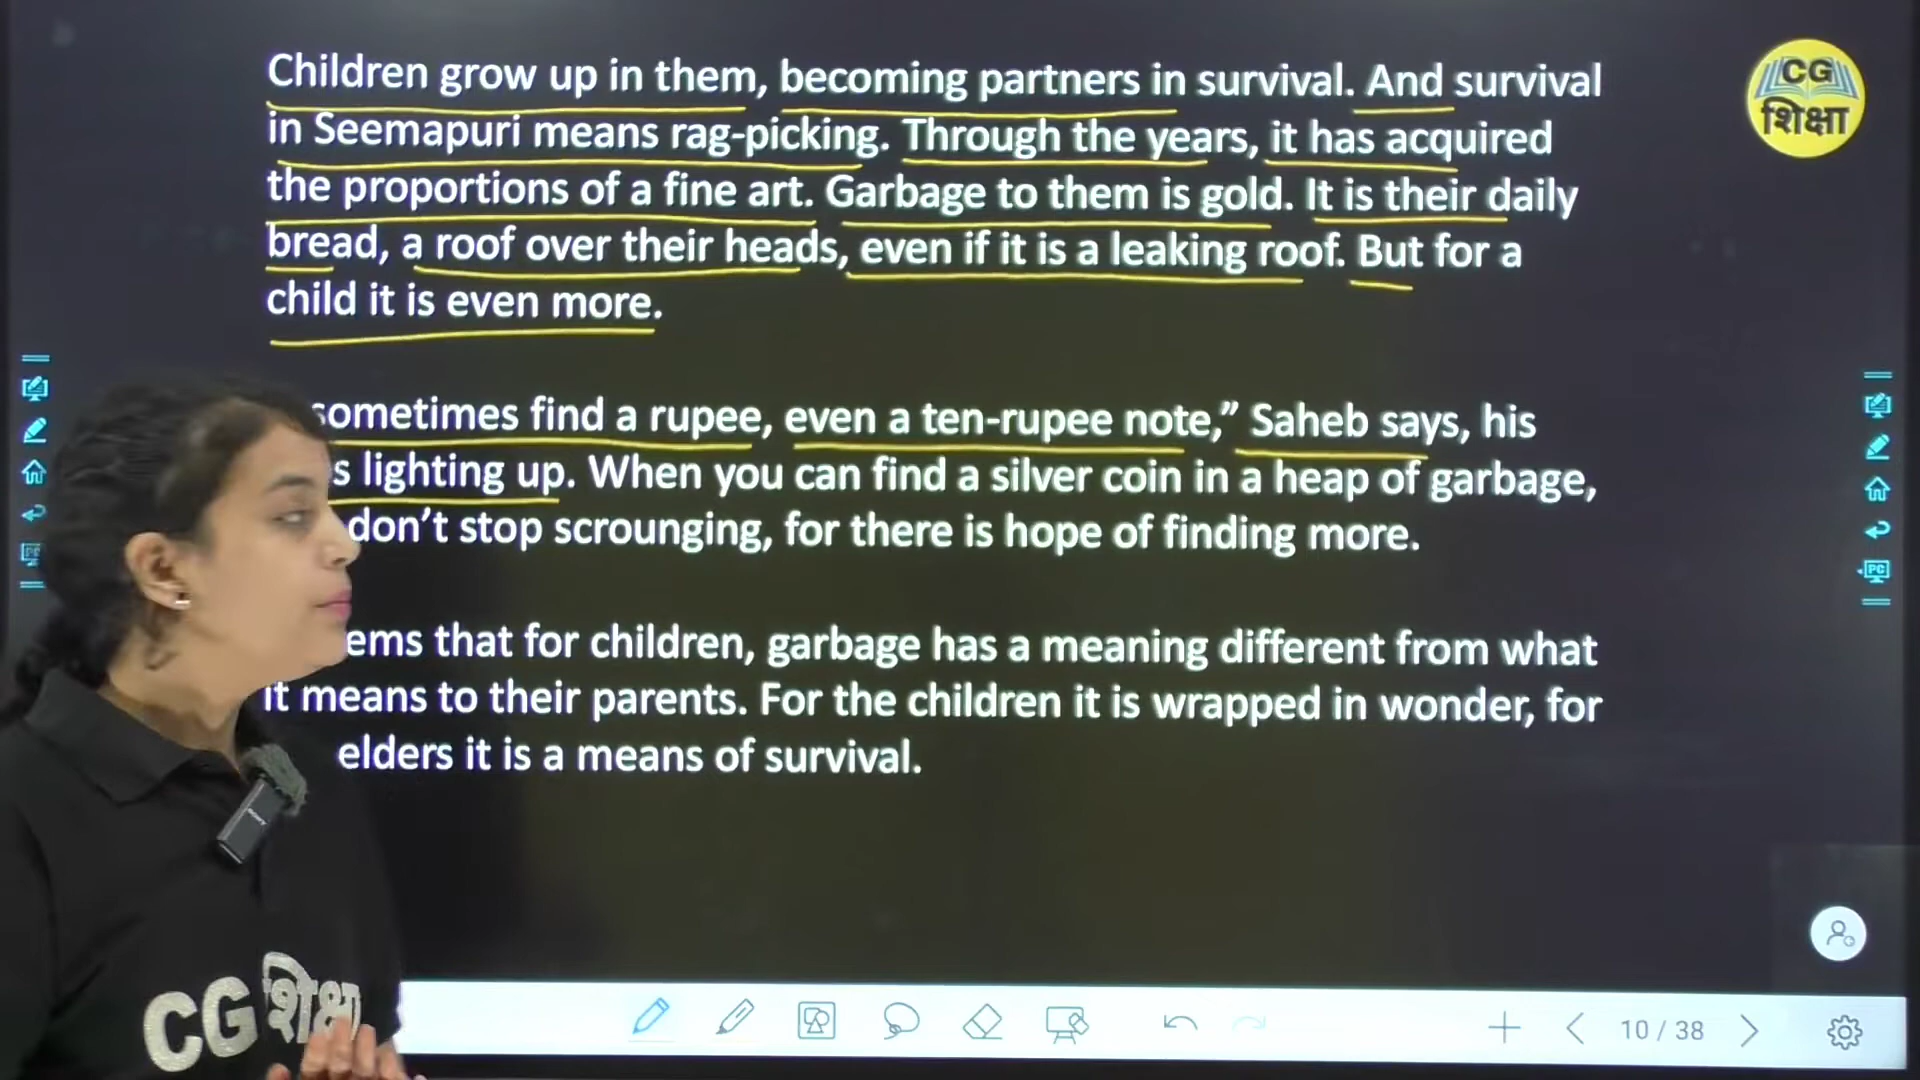 Children grow up in them, becoming partners in survival. And survival
in Seemapuri means rag-picking. Through the years, it has acquired
the proportions of a fine art. Garbage to them is gold. It is their daily
bread, a roof over their heads, even if it is a leaking roof. But for a
child it is even more.
sometimes find a rupee, even a ten-rupee note,” Saheb says, his
lighting up. When you can find a silver coin in a heap of garbage,
don’t stop scrounging, for there is hope of finding more.
that for children, garbage has a meaning different from what
it means to their parents. For the children it is wrapped in wonder, for
elders it is a means of survival.
CG
शिक्षा
CG शिक्षा
PC
10 / 38